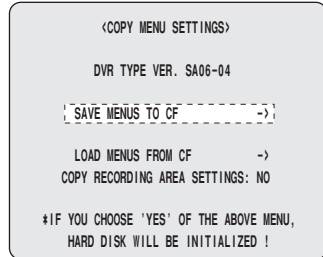 <COPY MENU SETTINGS>
DVR TYPE VER. SA06-04
SAVE MENUS TO CF ->
LOAD MENUS FROM CF ->
COPY RECORDING AREA SETTINGS: NO
*IF YOU CHOOSE 'YES' OF THE ABOVE MENU,
HARD DISK WILL BE INITIALIZED !